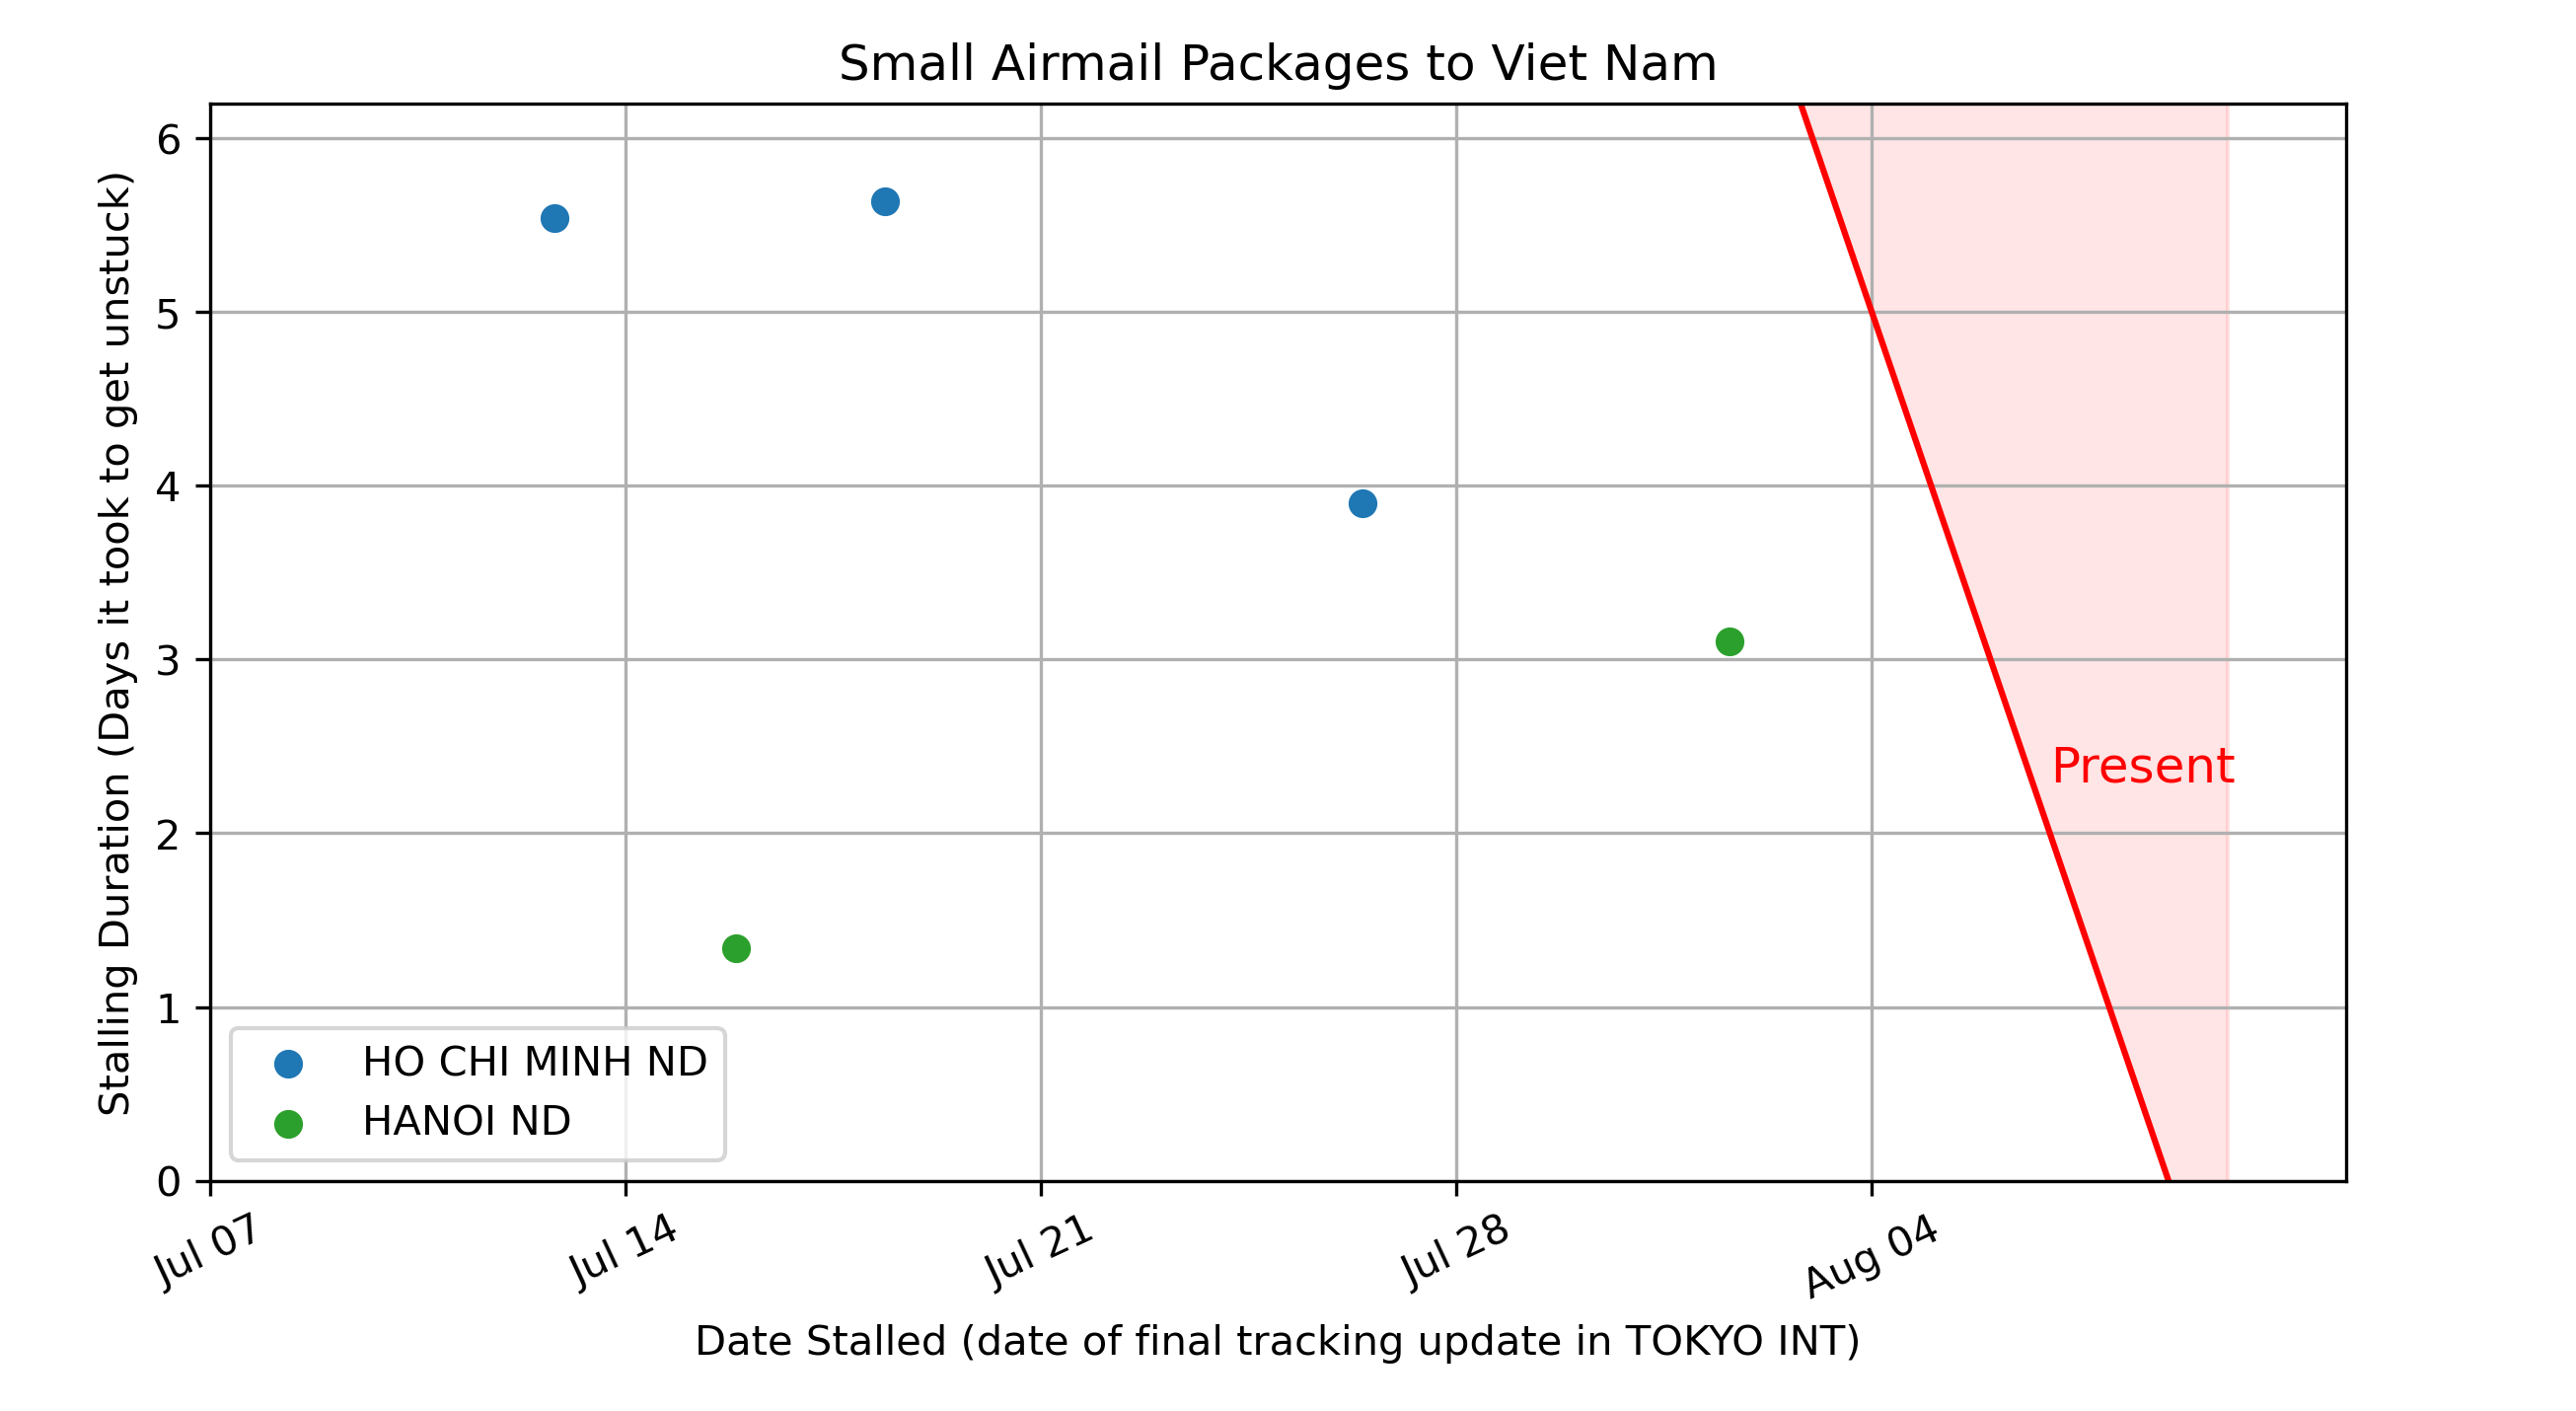 Small Airmail Packages to Viet Nam
Stalling Duration (Days it took to get unstuck)
6
5
4
3
2
1
0
Present
HO CHI MINH ND
HANOI ND
Jul 07
Jul 14
Jul 21
Jul 28
Aug 04
Date Stalled (date of final tracking update in TOKYO INT)